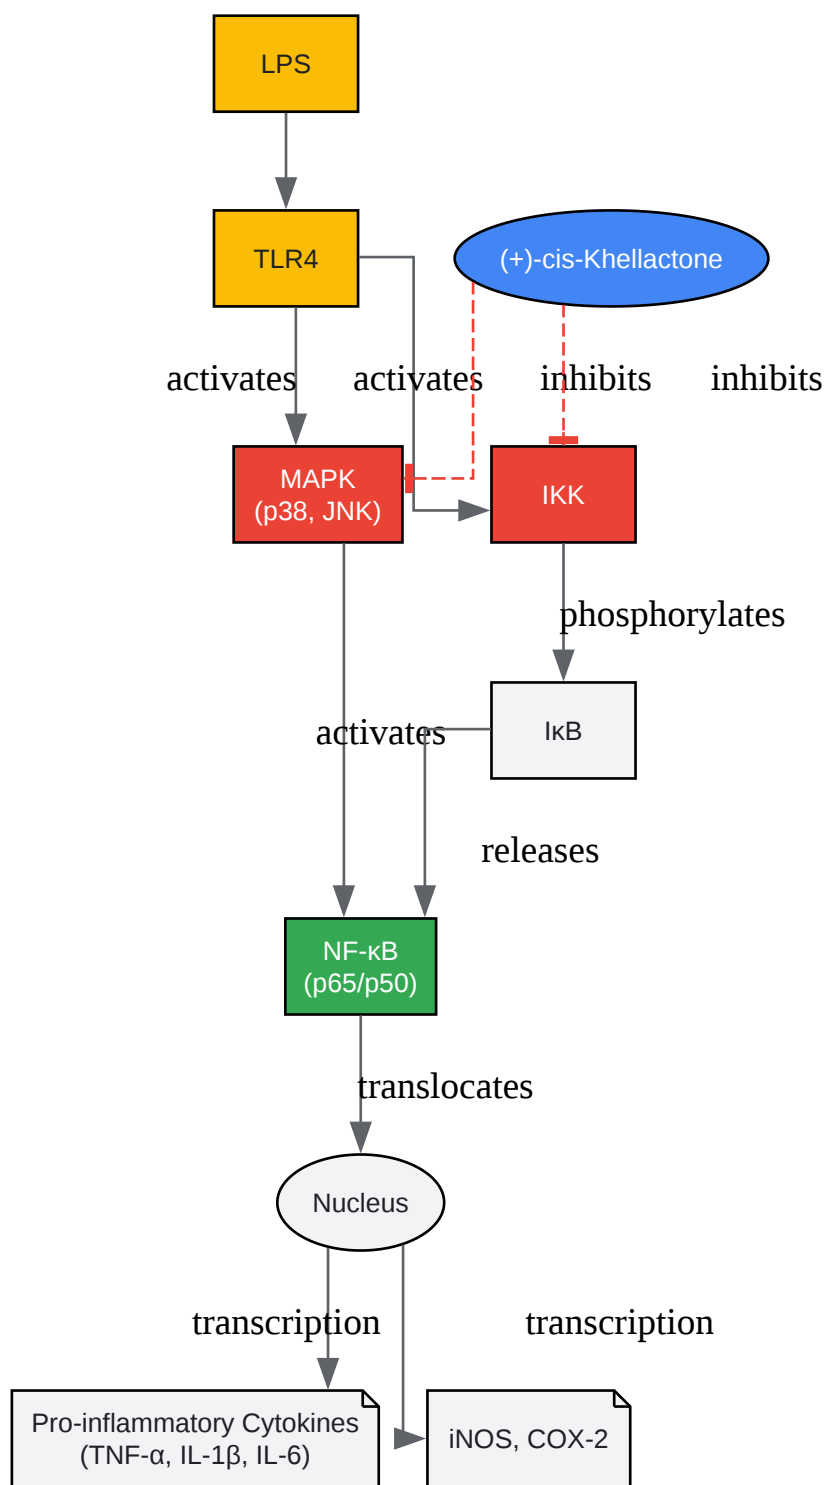 LPS
TLR4
(+)-cis-Khellactone
activates
activates
inhibits
inhibits
MAPK
(p38, JNK)
IKK
phosphorylates
IκB
activates
releases
NF-κB
(p65/p50)
translocates
Nucleus
transcription
transcription
Pro-inflammatory Cytokines
(TNF-α, IL-1β, IL-6)
iNOS, COX-2